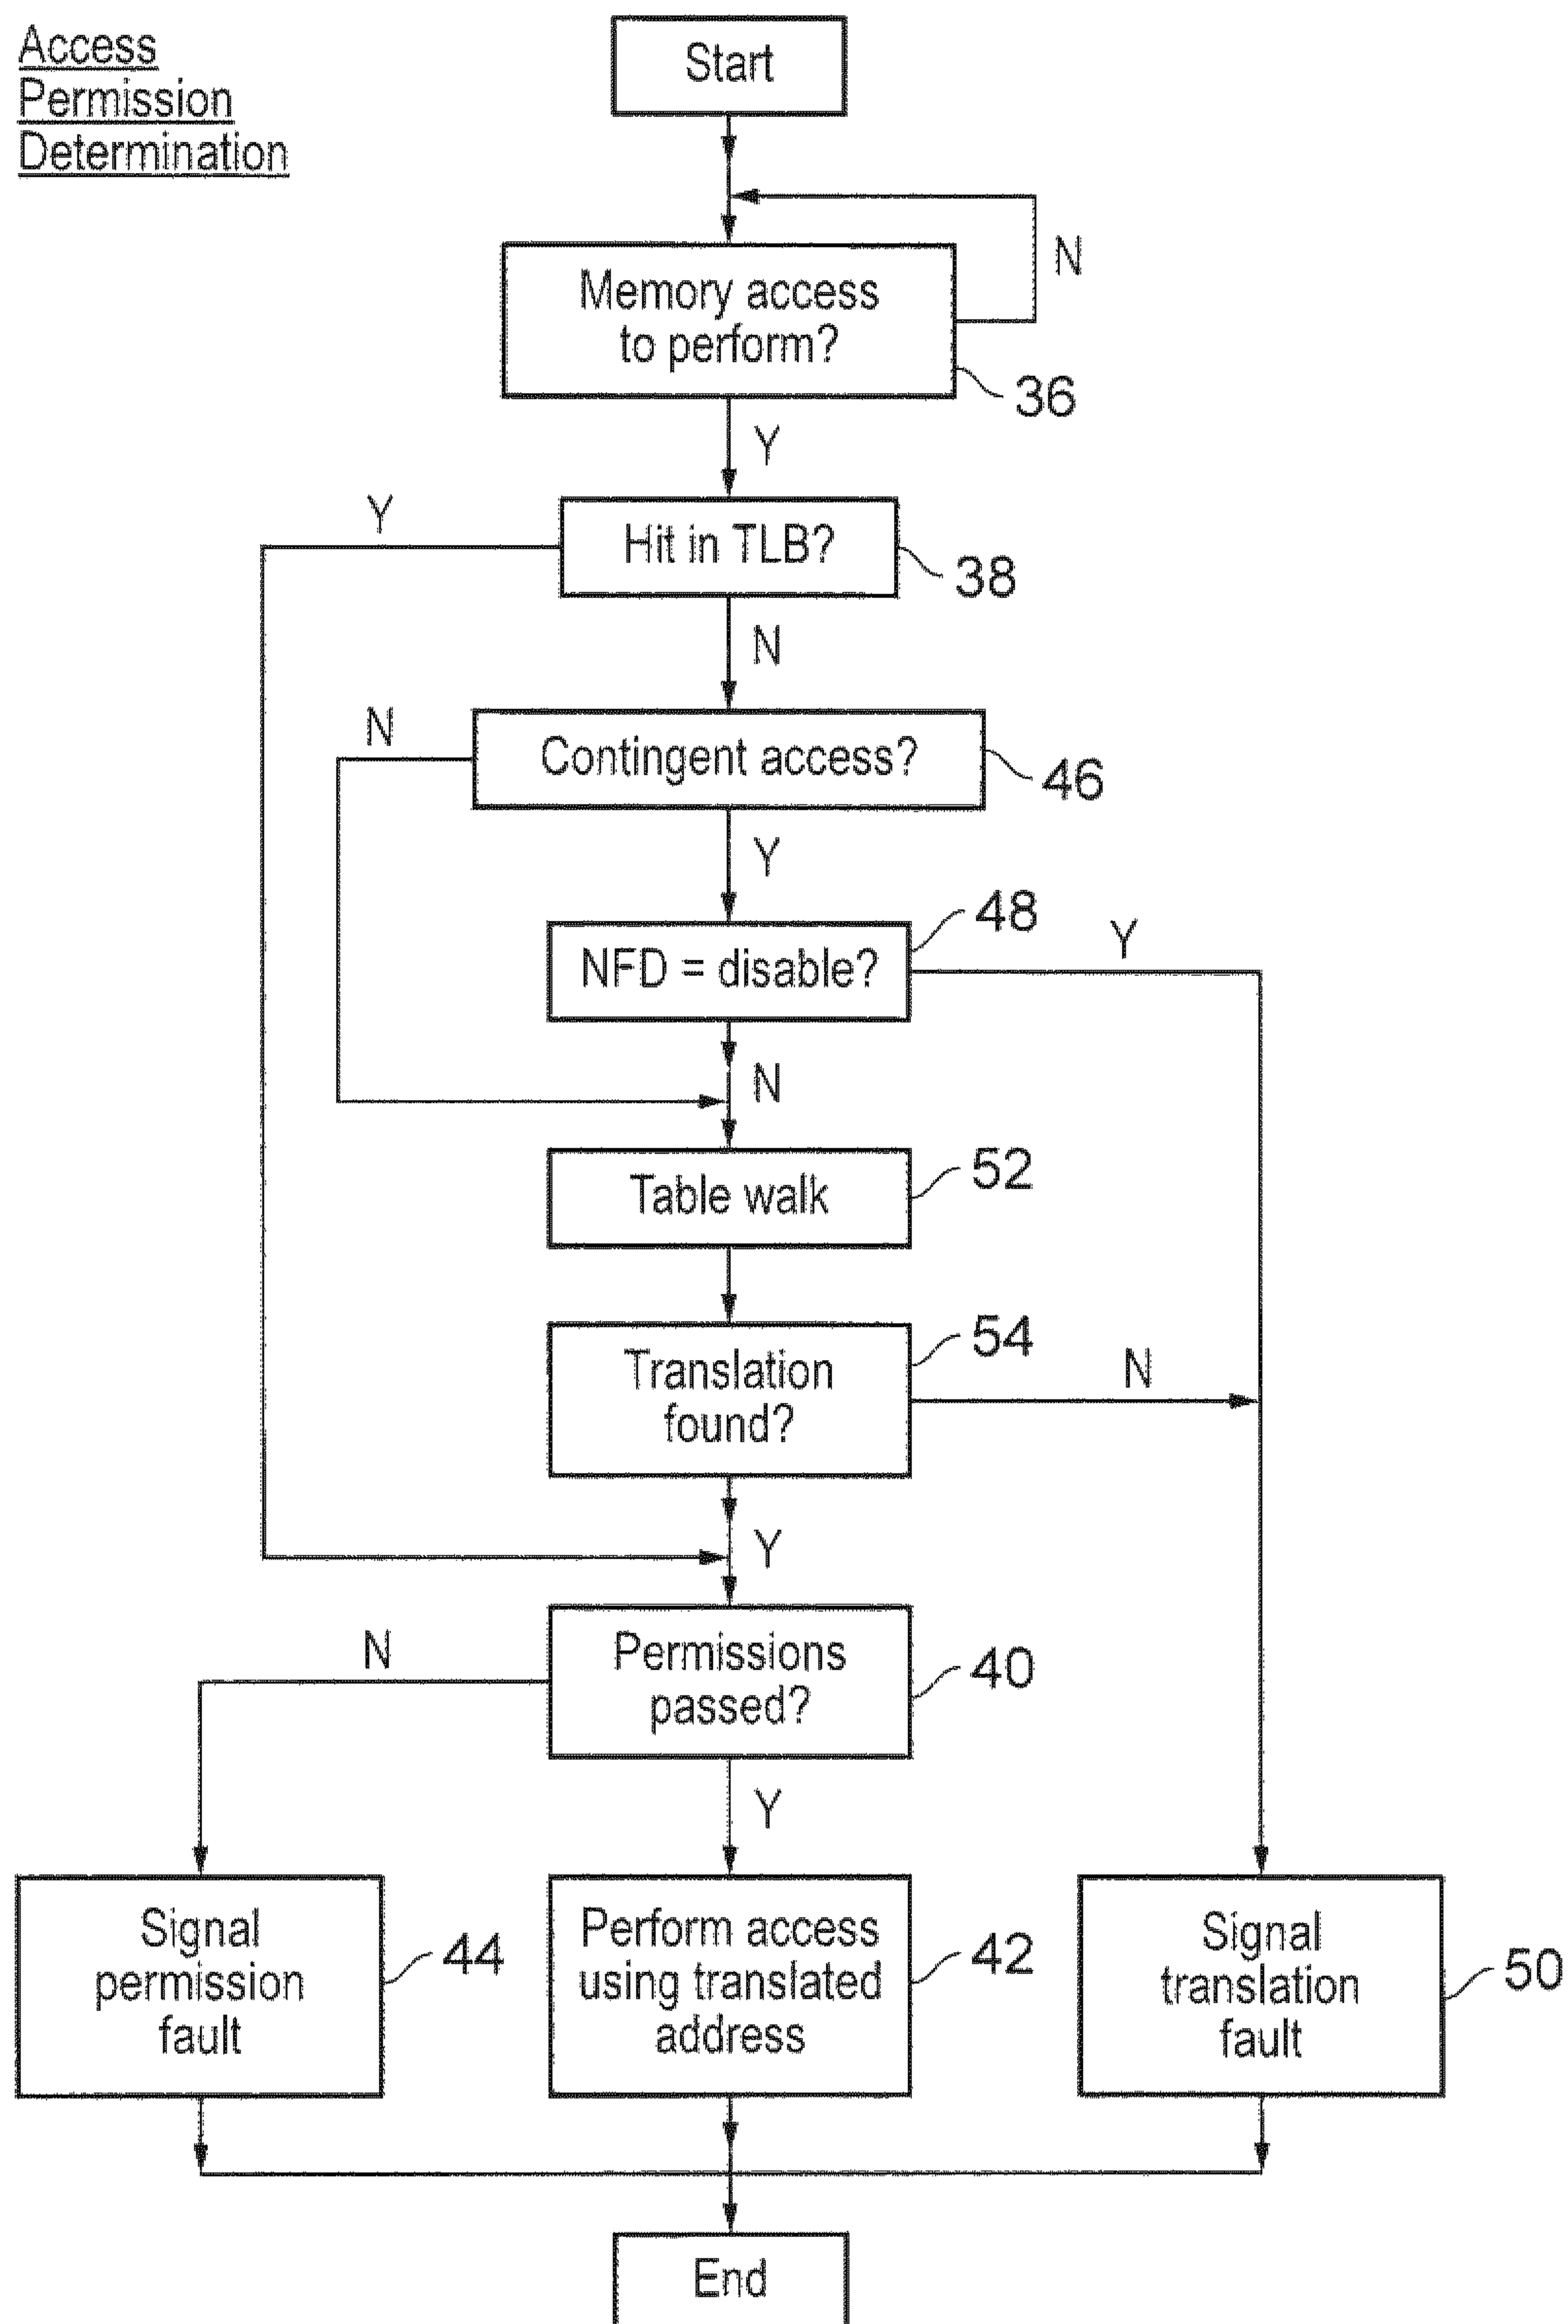 Access
Permission
Determination
Start
N
Memory access
to perform?
36
Y
Y
Hit in TLB?
38
N
N
Contingent access?
46
Y
48
Y
NFD = disable?
N
52
Table walk
54
Translation
found?
N
Y
N
Permissions
passed?
40
Y
Signal
permission
fault
44
Perform access
using translated
address
42
Signal
translation
fault
50
End